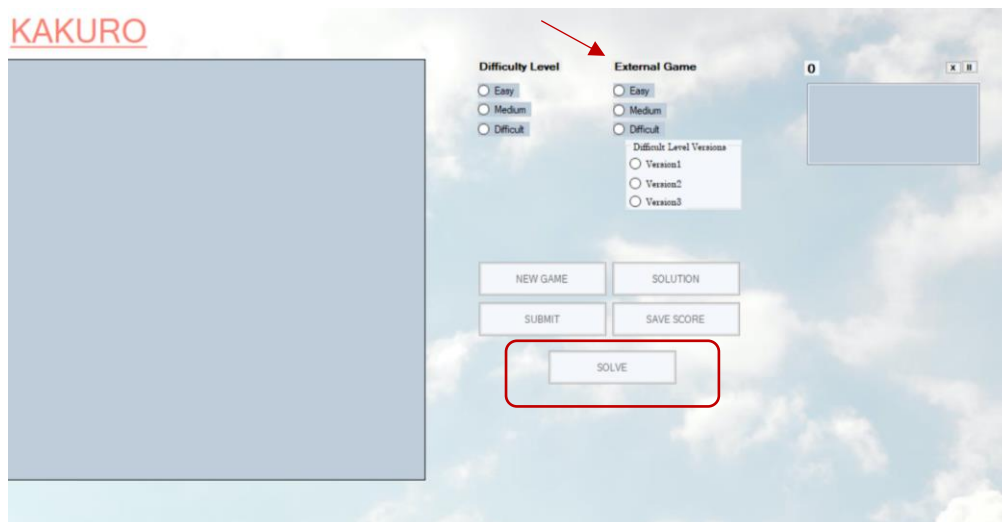 KAKURO
Difficulty Level
Easy
Medium
Difficult
External Game
Easy
Medium
Difficult
Difficult Level Versions
Version1
Version2
Version3
0
X II
NEW GAME
SOLUTION
SUBMIT
SAVE SCORE
SOLVE